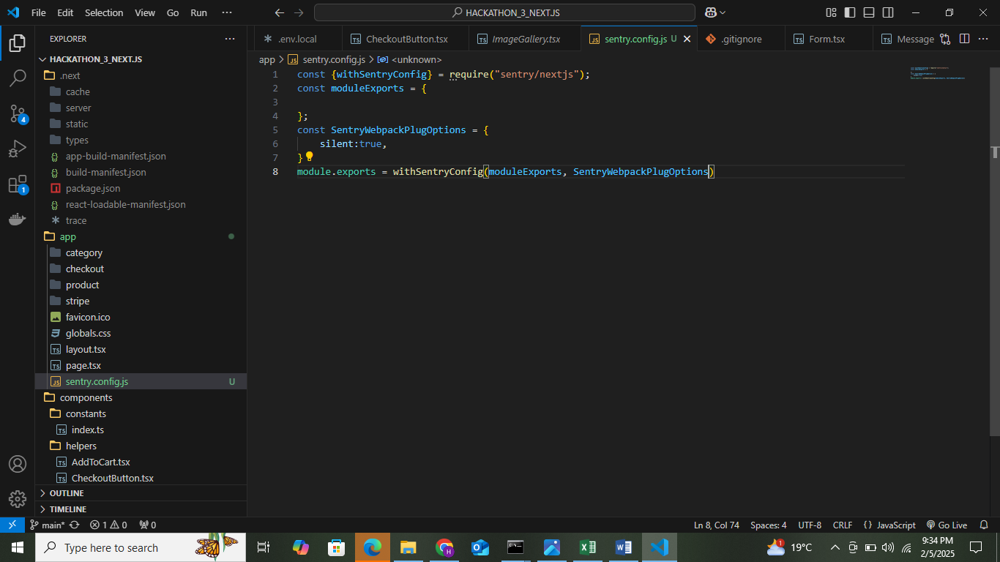 File Edit Selection View Go Run ···
HACKATHON_3_NEXT.JS
EXPLORER ···
HACKATHON_3_NEXT.JS
.next
cache
server
static
types
app-build-manifest.json
build-manifest.json
package.json
react-loadable-manifest.json
trace
app
category
checkout
product
stripe
favicon.ico
globals.css
layout.tsx
page.tsx
sentry.config.js U
components
constants
index.ts
helpers
AddToCart.tsx
CheckoutButton.tsx
OUTLINE
TIMELINE
4
1
.env.local CheckoutButton.tsx ImageGallery.tsx sentry.config.js U .gitignore Form.tsx Message ···
app > sentry.config.js > <unknown>
1 const {withSentryConfig} = require("sentry/nextjs");
2 const moduleExports = {
3
4 };
5 const SentryWebpackPlugOptions = {
6 silent:true,
7 }
8 module.exports = withSentryConfig(moduleExports, SentryWebpackPlugOptions)
main* 1 0 0 Ln 8, Col 74 Spaces: 4 UTF-8 CRLF {} JavaScript Go Live
Type here to search 1 19°C 9:34 PM
2/5/2025